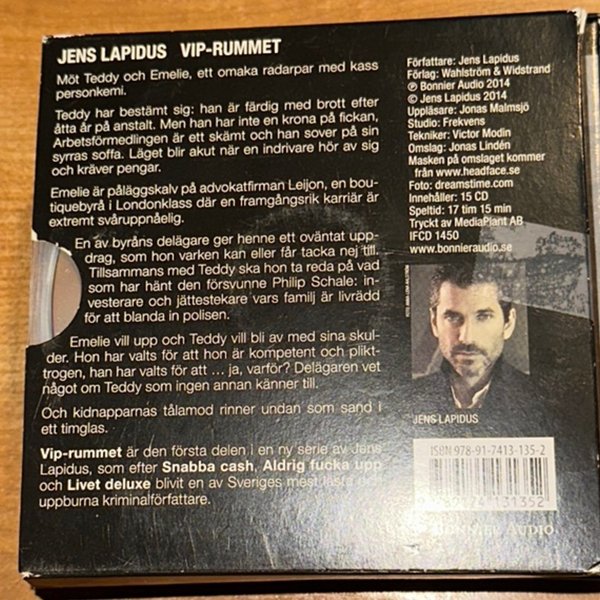 JENS LAPIDUS VIP-RUMMET
Möt Teddy och Emelie, ett omaka radarpar med kass
personkemi.
Teddy har bestämt sig: han är färdig med brott efter
åtta år på anstalt. Men han har inte en krona på fickan,
Arbetsförmedlingen är ett skämt och han sover på sin
syrras soffa. Läget blir akut när en indrivare hör av sig
och kräver pengar.
Emelie är påläggskalv på advokatfirman Leijon, en bou-
tiquebyrå i Londonklass där en framgångsrik karriär är
extremt svåruppnåelig.
En av byråns delägare ger henne ett oväntat upp-
drag, som hon varken kan eller får tacka nej till.
Tillsammans med Teddy ska hon ta reda på vad
som har hänt den försvunne Philip Schale: in-
vesterare och jättestekare vars familj är livrädd
för att blanda in polisen.
Emelie vill upp och Teddy vill bli av med sina skul-
der. Hon har valts för att hon är kompetent och plikt-
trogen, han har valts för att ... ja, varför? Delägaren vet
något om Teddy som ingen annan känner till.
Och kidnapparnas tålamod rinner undan som sand i
ett timglas.
Vip-rummet är den första delen i en ny serie av Jens
Lapidus, som efter Snabba cash, Aldrig fucka upp
och Livet deluxe blivit en av Sveriges mest lästa och
uppburna kriminalförfattare.
Författare: Jens Lapidus
Förlag: Wahlström & Widstrand
℗ Bonnier Audio 2014
© Jens Lapidus 2014
Uppläsare: Jonas Malmsjö
Studio: Frekvens
Tekniker: Victor Modin
Omslag: Jonas Lindén
Masken på omslaget kommer
från www.headface.se
Foto: dreamstime.com
Innehåller: 15 CD
Speltid: 17 tim 15 min
Tryckt av MediaPlant AB
IFCD 1450
www.bonnieraudio.se
JENS LAPIDUS
ISBN 978-91-7413-135-2
BONNIER AUDIO